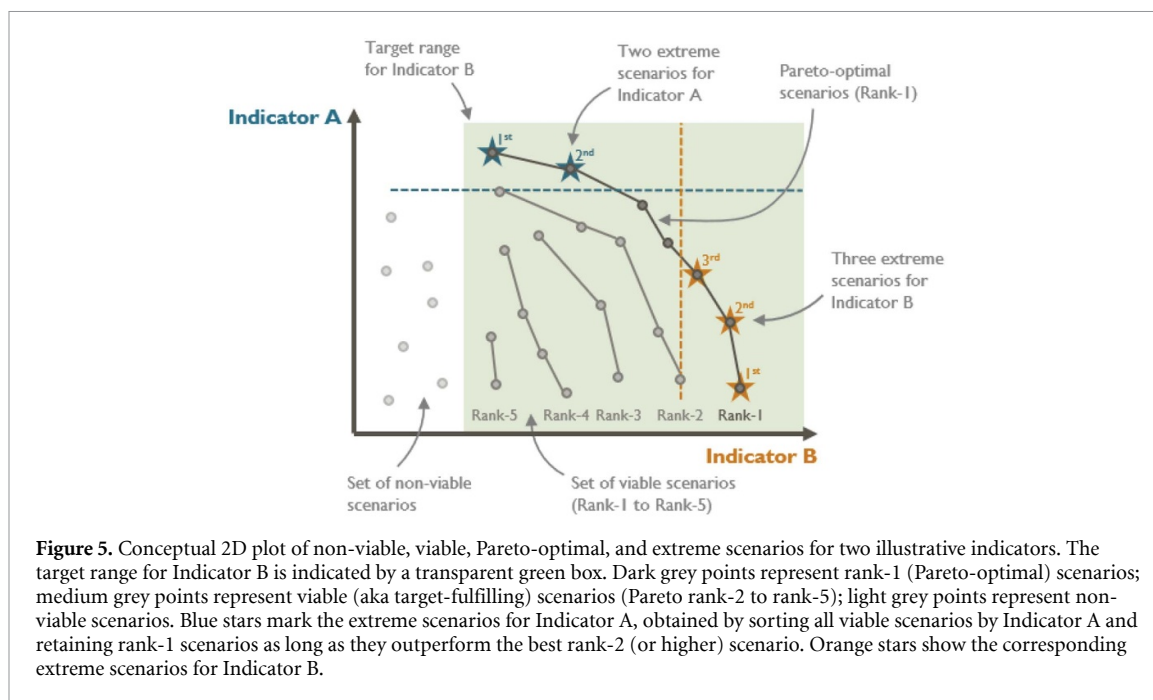 Target range
for Indicator B
Two extreme
scenarios for
Indicator A
Pareto-optimal
scenarios (Rank-1)
Indicator A
1st
2nd
Three extreme
scenarios for
Indicator B
3rd
2nd
1st
Rank-5
Rank-4
Rank-3
Rank-2
Rank-1
Indicator B
Set of non-viable
scenarios
Set of viable scenarios
(Rank-1 to Rank-5)
Figure 5. Conceptual 2D plot of non-viable, viable, Pareto-optimal, and extreme scenarios for two illustrative indicators. The
target range for Indicator B is indicated by a transparent green box. Dark grey points represent rank-1 (Pareto-optimal) scenarios;
medium grey points represent viable (aka target-fulfilling) scenarios (Pareto rank-2 to rank-5); light grey points represent non-
viable scenarios. Blue stars mark the extreme scenarios for Indicator A, obtained by sorting all viable scenarios by Indicator A and
retaining rank-1 scenarios as long as they outperform the best rank-2 (or higher) scenario. Orange stars show the corresponding
extreme scenarios for Indicator B.